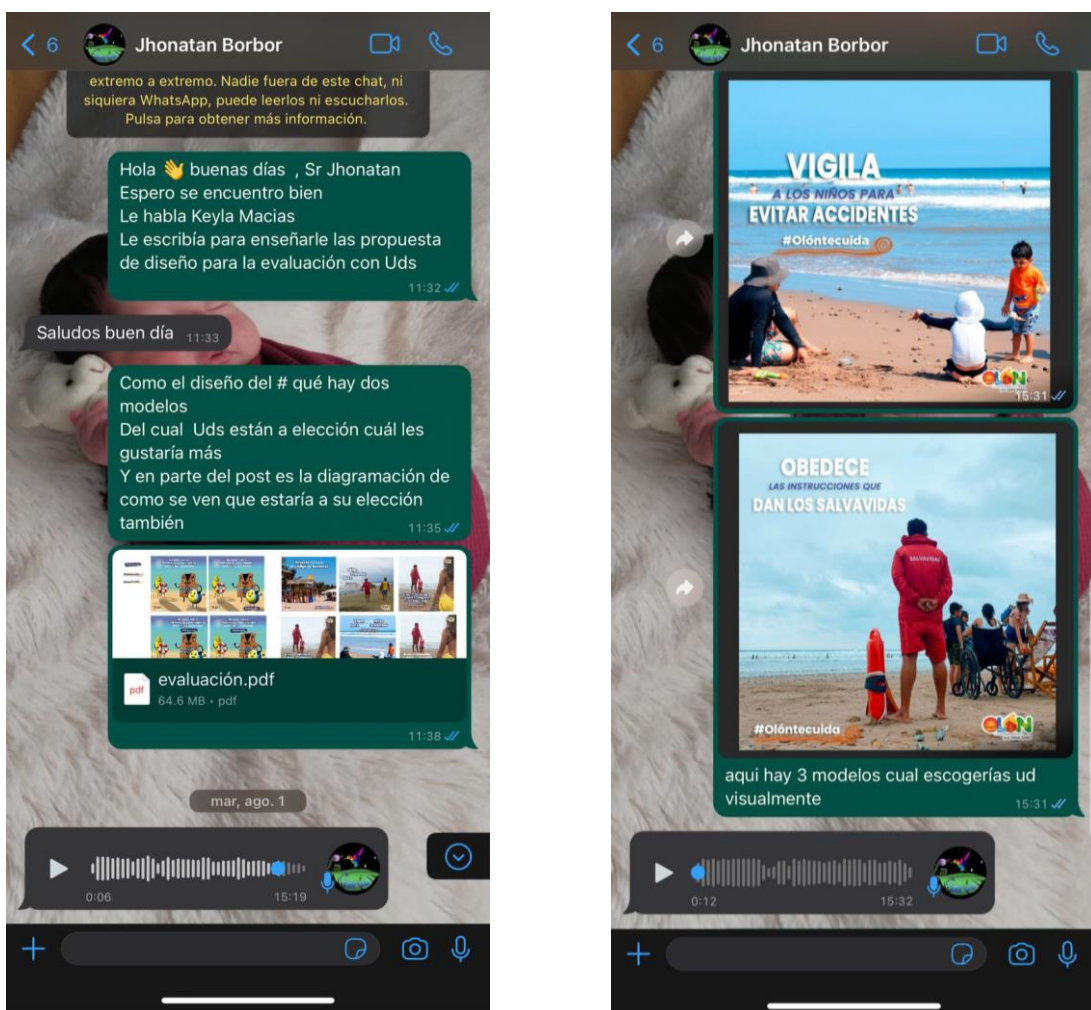 6 Jhonatan Borbor
extremo a extremo. Nadie fuera de este chat, ni
siquiera WhatsApp, puede leerlos ni escucharlos.
Pulsa para obtener más información.
Hola 👋 buenas días , Sr Jhonatan
Espero se encuentro bien
Le habla Keyla Macias
Le escribía para enseñarle las propuesta
de diseño para la evaluación con Uds
11:32
Saludos buen día 11:33
Como el diseño del # qué hay dos
modelos
Del cual Uds están a elección cuál les
gustaría más
Y en parte del post es la diagramación de
como se ven que estaría a su elección
también
11:35
pdf
evaluación.pdf
64.6 MB • pdf
11:38
mar, ago. 1
0:06 15:19
6 Jhonatan Borbor
VIGILA
A LOS NIÑOS PARA
EVITAR ACCIDENTES
#Olóntecuida
OLÓN
15:31
OBEDECE
LAS INSTRUCCIONES QUE
DAN LOS SALVAVIDAS
SALVAVIDAS
#Olóntecuida
OLÓN
aqui hay 3 modelos cual escogerías ud
visualmente
15:31
0:12 15:32